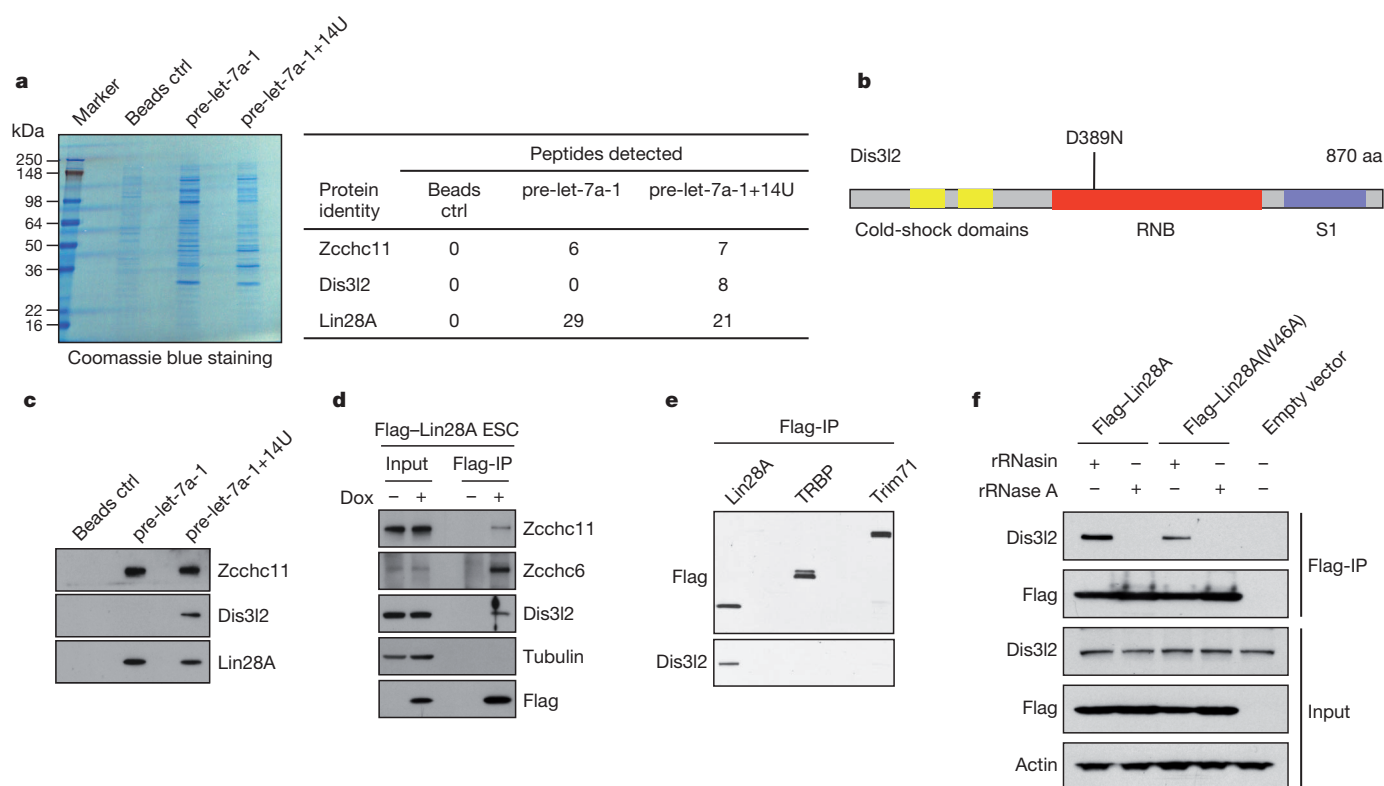 a
Marker
Beads ctrl
pre-let-7a-1
pre-let-7a-1+14U
kDa
250
148
98
64
50
36
22
16
Coomassie blue staining
Peptides detected
Protein identity
Beads ctrl
pre-let-7a-1
pre-let-7a-1+14U
Zcchc11 0 6 7
Dis3l2 0 0 8
Lin28A 0 29 21
b
D389N
Dis3l2
870 aa
Cold-shock domains
RNB
S1
c
Beads ctrl
pre-let-7a-1
pre-let-7a-1+14U
Zcchc11
Dis3l2
Lin28A
d
Flag–Lin28A ESC
Input Flag-IP
Dox – + – +
Zcchc11
Zcchc6
Dis3l2
Tubulin
Flag
e
Flag-IP
Lin28A
TRBP
Trim71
Flag
Dis3l2
f
Flag–Lin28A
Flag–Lin28A(W46A)
Empty vector
rRNasin + – + – –
rRNase A – + – + –
Dis3l2
Flag
Flag-IP
Dis3l2
Flag
Actin
Input